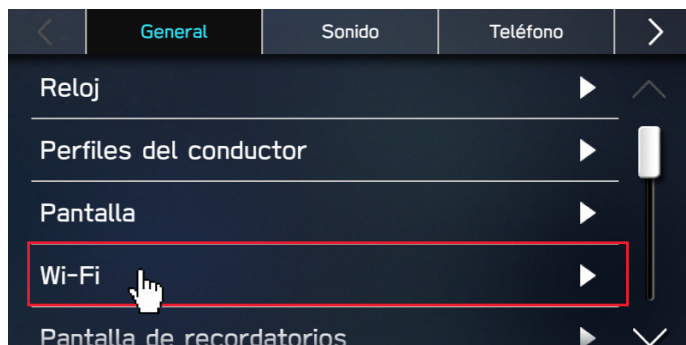 General
Sonido
Teléfono
Reloj
Perfiles del conductor
Pantalla
Wi-Fi
Pantalla de recordatorios